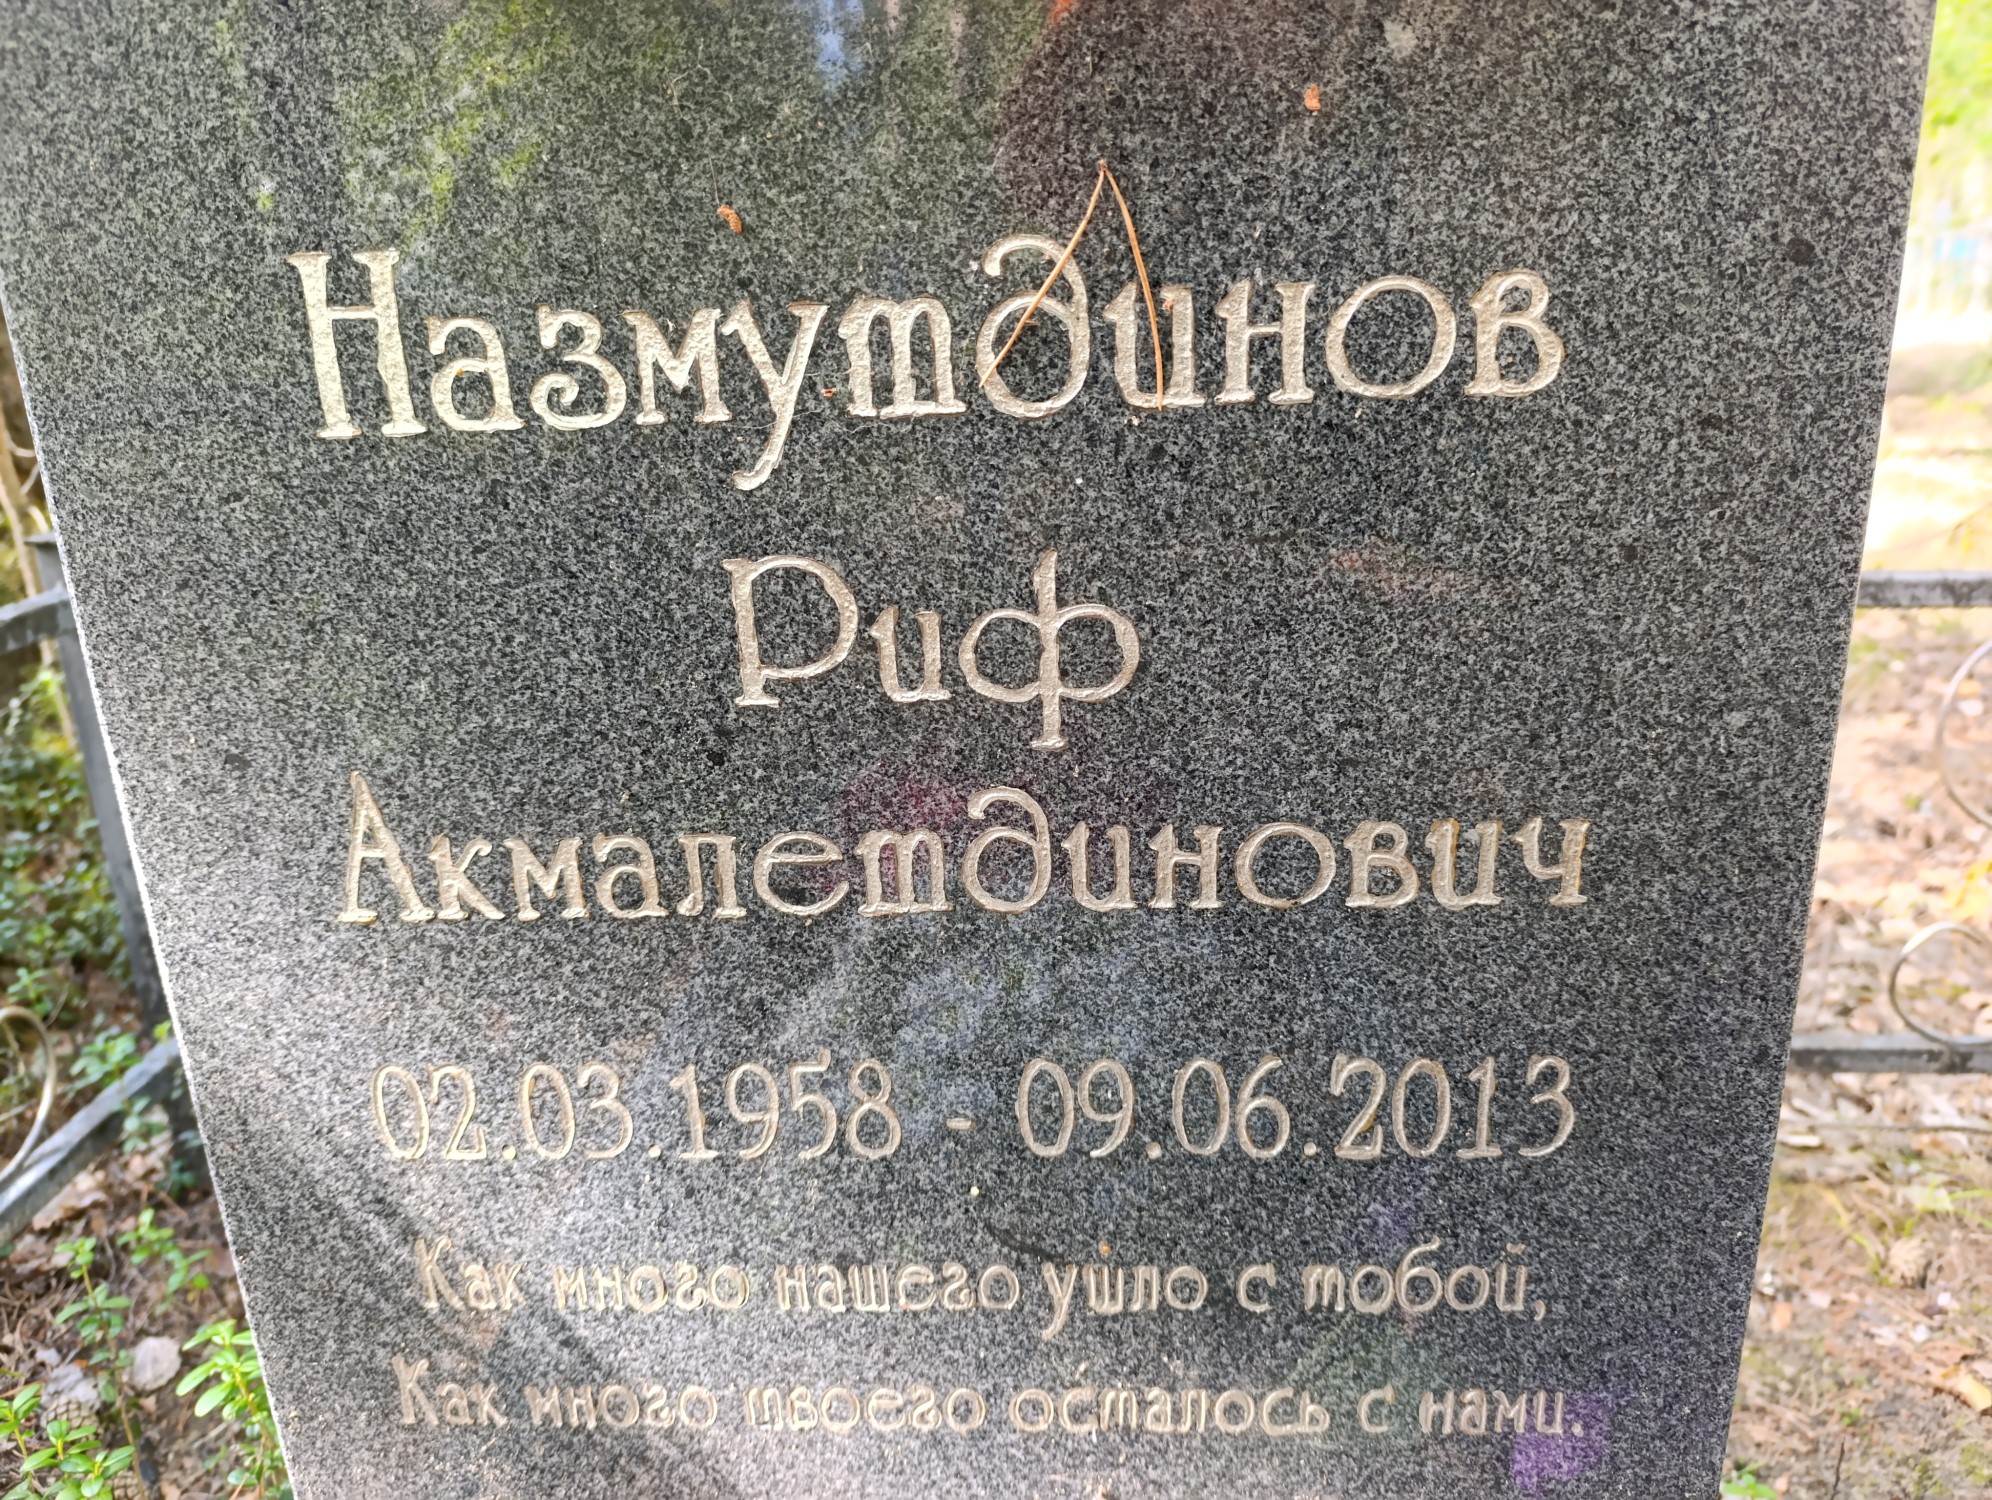 Назмутдинов
Риф
Акмалетдинович
02.03.1958 - 09.06.2013
Как много нашего ушло с тобой,
Как много твоего осталось с нами.